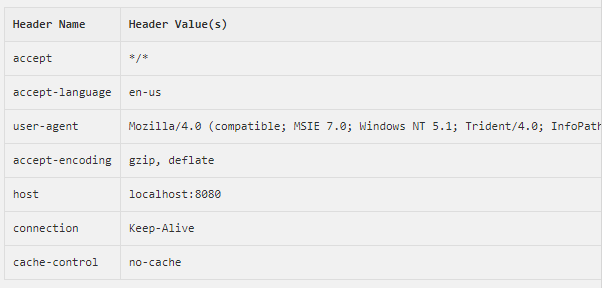 Header Name Header Value(s)
accept */*
accept-language en-us
user-agent Mozilla/4.0 (compatible; MSIE 7.0; Windows NT 5.1; Trident/4.0; InfoPath
accept-encoding gzip, deflate
host localhost:8080
connection Keep-Alive
cache-control no-cache